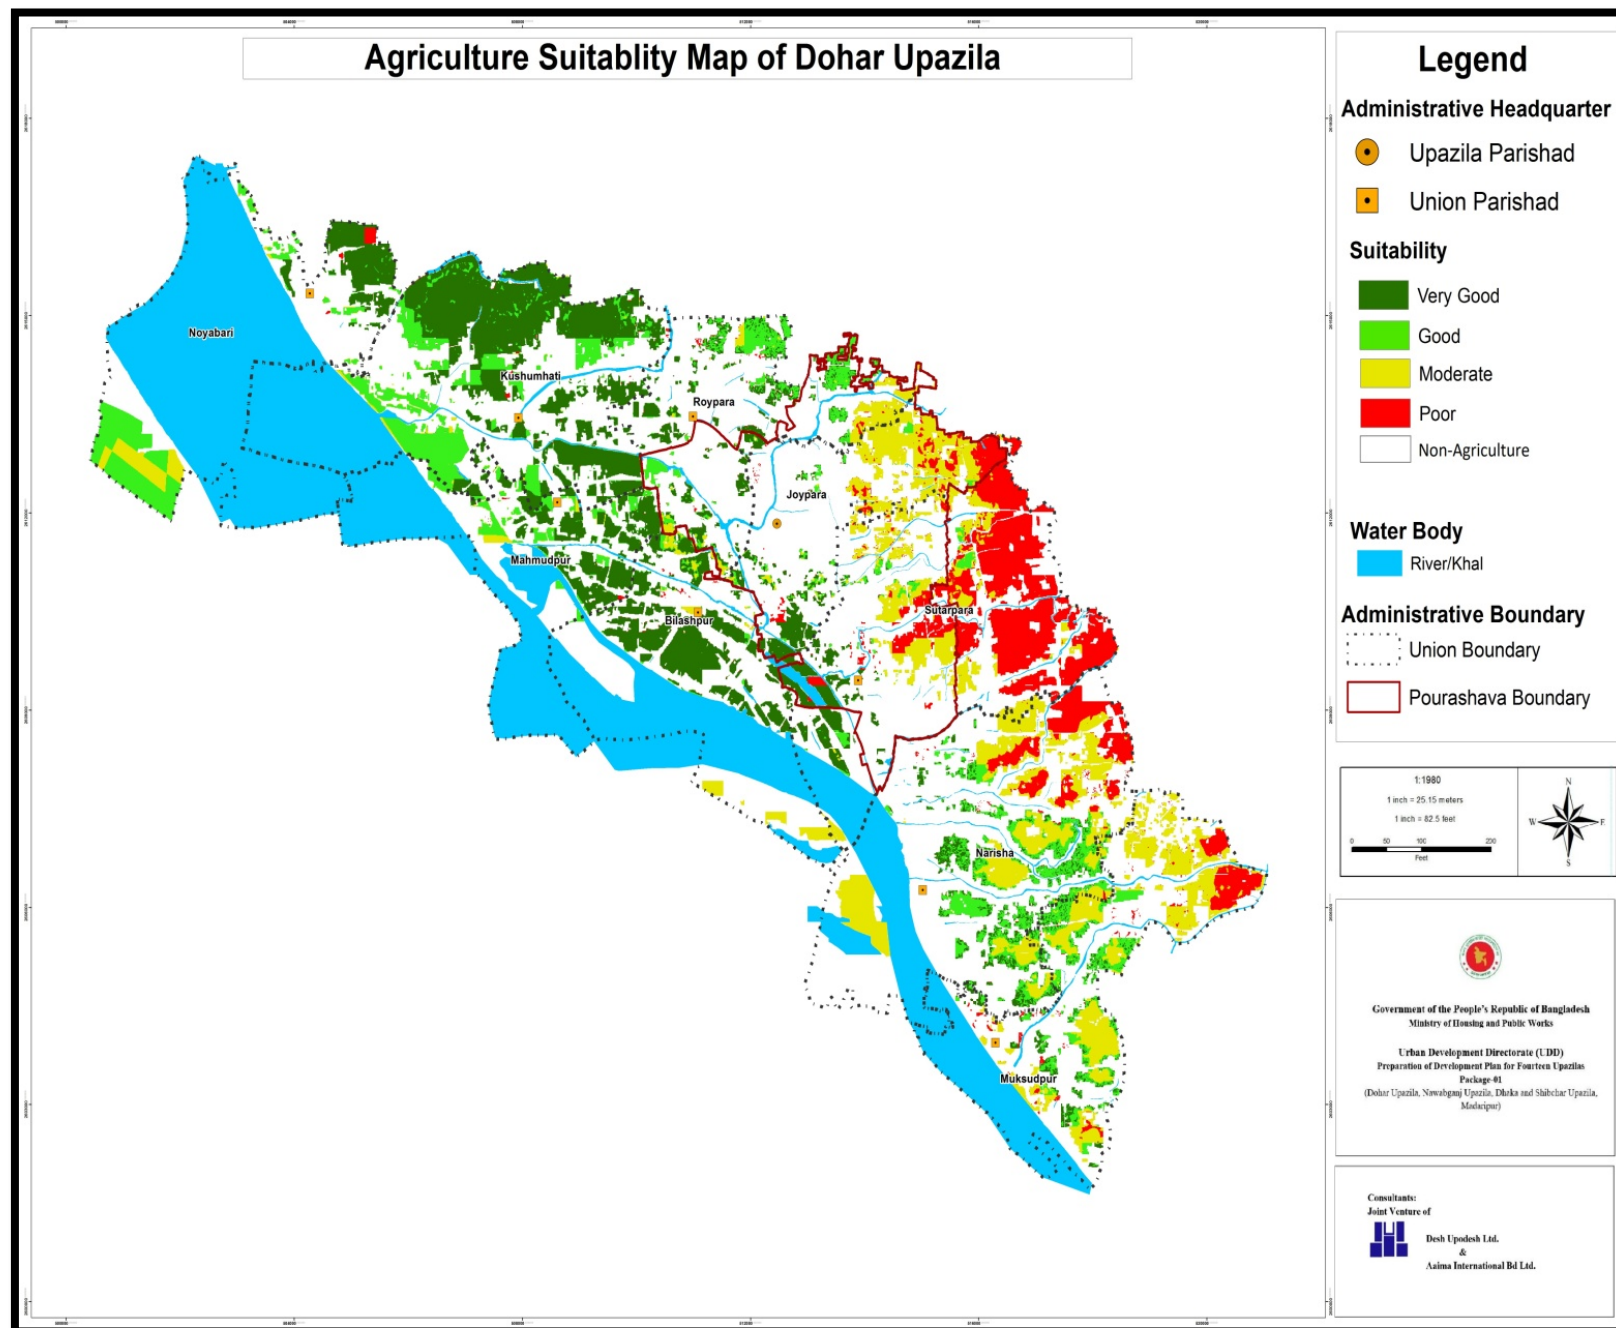 Agriculture Suitablity Map of Dohar Upazila
Noyabari
Kushumhati
Roypara
Joypara
Mahmudpur
Bilashpur
Sutarpara
Narisha
Muksudpur
Legend
Administrative Headquarter
Upazila Parishad
Union Parishad
Suitability
Very Good
Good
Moderate
Poor
Non-Agriculture
Water Body
River/Khal
Administrative Boundary
Union Boundary
Pourashava Boundary
1:1980
1 inch = 25.15 meters
1 inch = 82.5 feet
0 50 100 200
Feet
N
W E
S
Government of the People's Republic of Bangladesh
Ministry of Housing and Public Works
Urban Development Directorate (UDD)
Preparation of Development Plan for Fourteen Upazilas
Package-01
(Dohar Upazila, Nawabganj Upazila, Dhaka and Shibchar Upazila,
Madaripur)
Consultants:
Joint Venture of
Desh Upodesh Ltd.
&
Aaima International Bd Ltd.